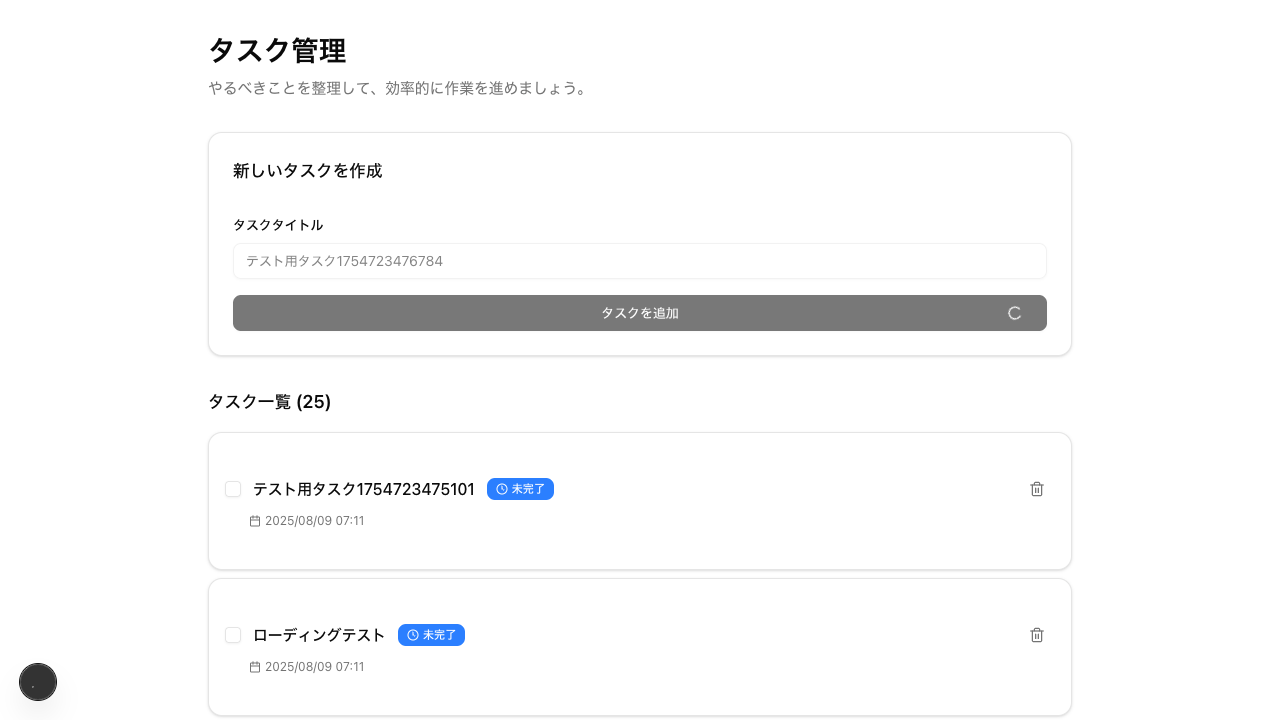 タスク管理
やるべきことを整理して、効率的に作業を進めましょう。
新しいタスクを作成
タスクタイトル
テスト用タスク1754723476784
タスクを追加
タスク一覧 (25)
テスト用タスク1754723475101 未完了
2025/08/09 07:11
ローディングテスト 未完了
2025/08/09 07:11